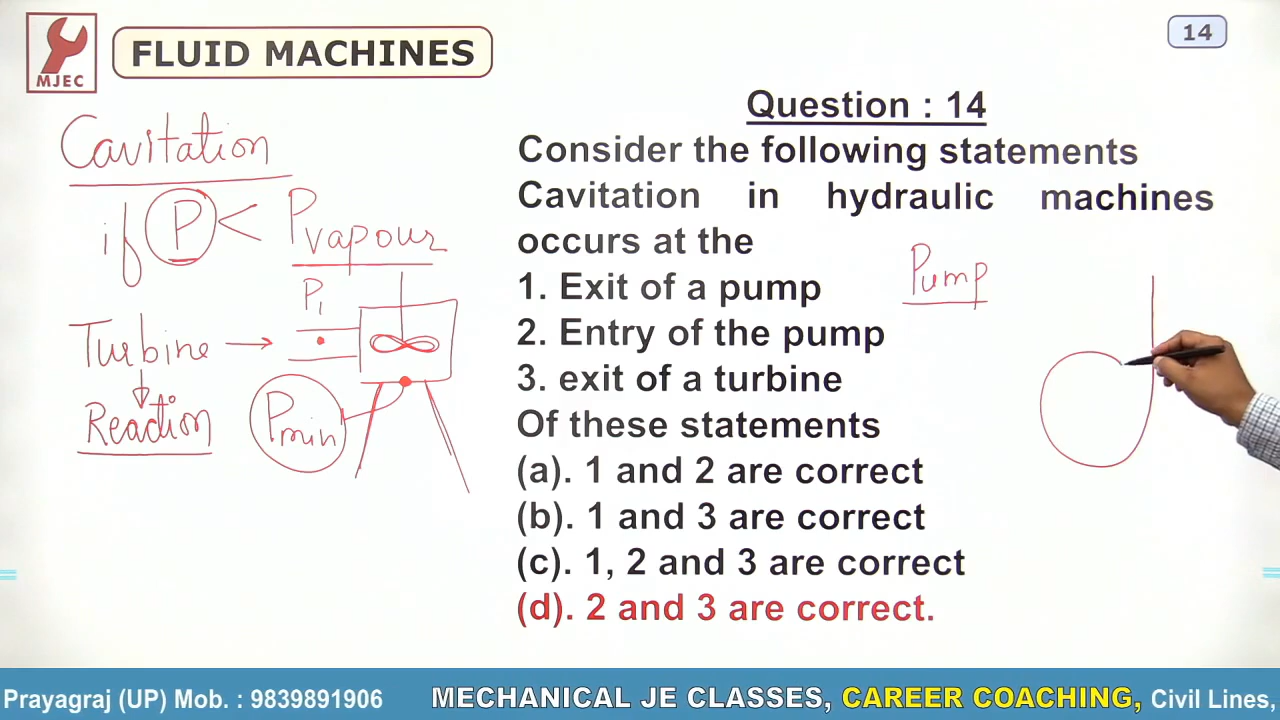 MJEC
FLUID MACHINES
14
Cavitation
if P < Pvapour
P1
Turbine →
Reaction
Pmin
Question : 14
Consider the following statements
Cavitation in hydraulic machines
occurs at the
1. Exit of a pump
2. Entry of the pump
3. exit of a turbine
Of these statements
(a). 1 and 2 are correct
(b). 1 and 3 are correct
(c). 1, 2 and 3 are correct
(d). 2 and 3 are correct.
Pump
Prayagraj (UP) Mob. : 9839891906 MECHANICAL JE CLASSES, CAREER COACHING, Civil Lines,